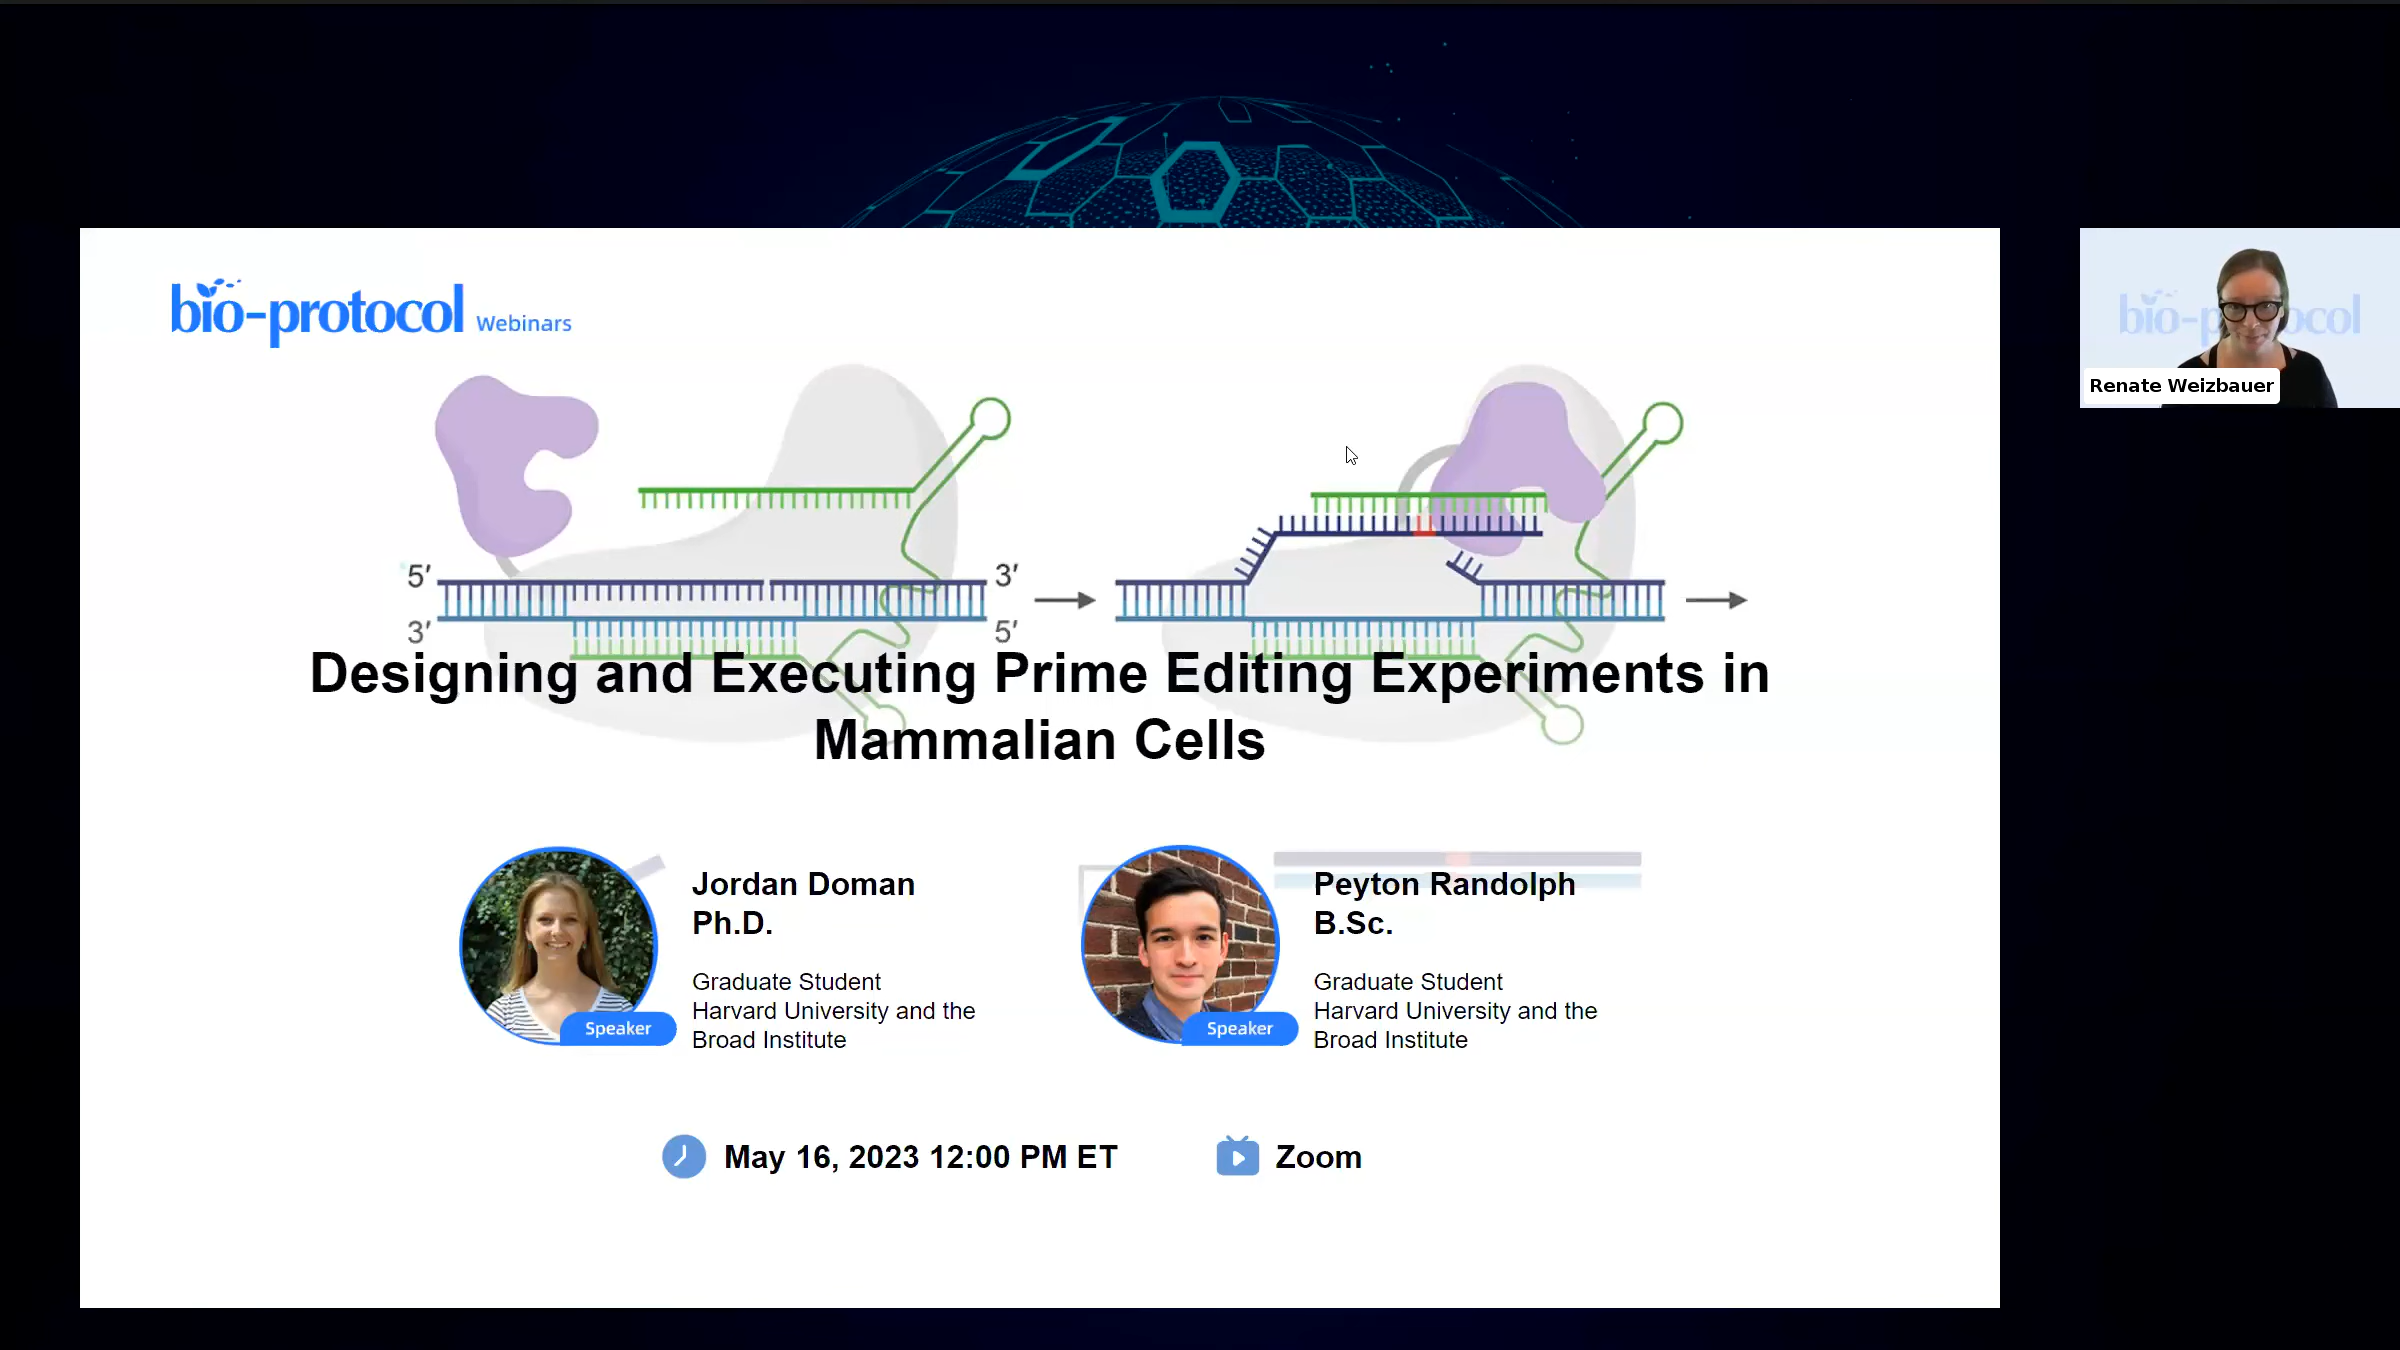 bio-protocol Webinars
5′ 3′
3′ 5′
Designing and Executing Prime Editing Experiments in
Mammalian Cells
Jordan Doman
Ph.D.
Graduate Student
Harvard University and the
Broad Institute
Speaker
Peyton Randolph
B.Sc.
Graduate Student
Harvard University and the
Broad Institute
Speaker
May 16, 2023 12:00 PM ET
Zoom
bio-protocol
Renate Weizbauer